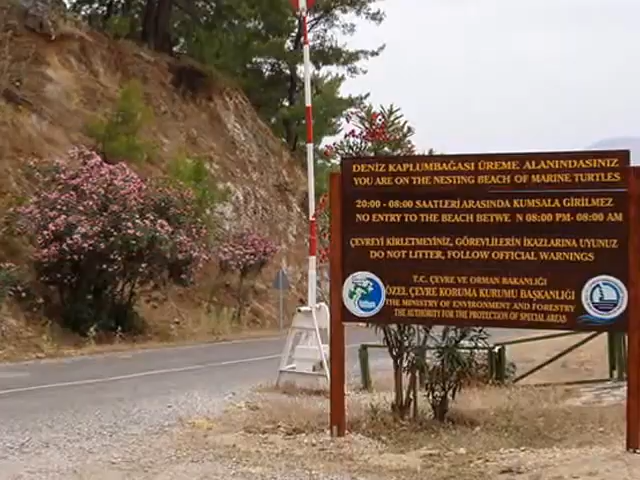 DENİZ KAPLUMBAĞASI ÜREME ALANINDASINIZ
YOU ARE ON THE NESTING BEACH OF MARINE TURTLES
20:00 - 08:00 SAATLERİ ARASINDA KUMSALA GİRİLMEZ
NO ENTRY TO THE BEACH BETWE N 08:00 PM- 08:00 AM
ÇEVREYİ KİRLETMEYİNİZ, GÖREVLİLERİN İKAZLARINA UYUNUZ
DO NOT LITTER, FOLLOW OFFICIAL WARNINGS
T.C. ÇEVRE VE ORMAN BAKANLIĞI
ÖZEL ÇEVRE KORUMA KURUMU BAŞKANLIĞI
THE MINISTRY OF ENVIRONMENT AND FORESTRY
THE AUTHORITY FOR THE PROTECTION OF SPECIAL AREAS